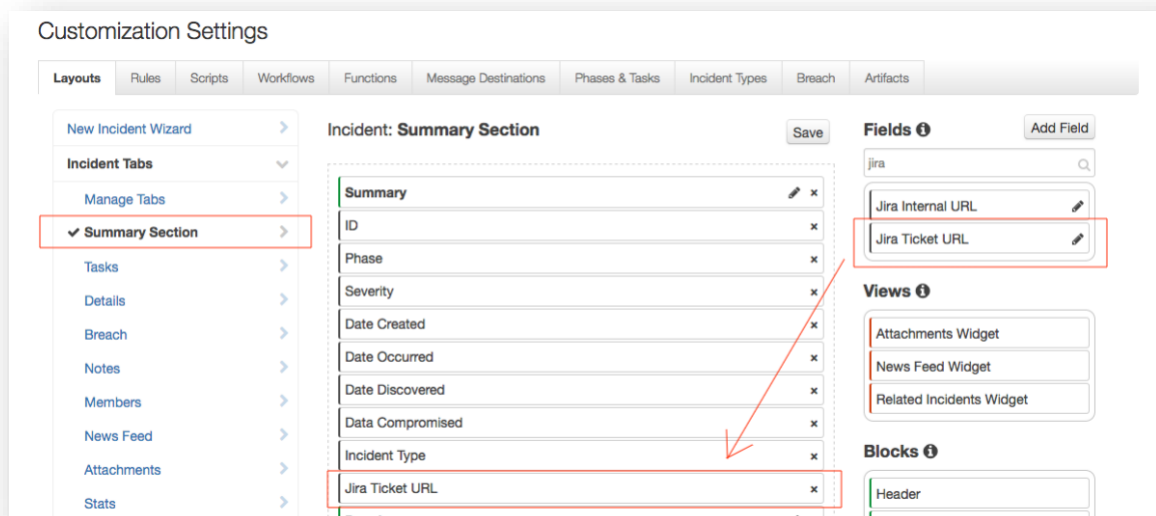 Customization Settings
Layouts Rules Scripts Workflows Functions Message Destinations Phases & Tasks Incident Types Breach Artifacts
New Incident Wizard
Incident Tabs
Manage Tabs
Summary Section
Tasks
Details
Breach
Notes
Members
News Feed
Attachments
Stats
Incident: Summary Section
Save
Summary
ID
Phase
Severity
Date Created
Date Occurred
Date Discovered
Data Compromised
Incident Type
Jira Ticket URL
Fields
Add Field
jira
Jira Internal URL
Jira Ticket URL
Views
Attachments Widget
News Feed Widget
Related Incidents Widget
Blocks
Header